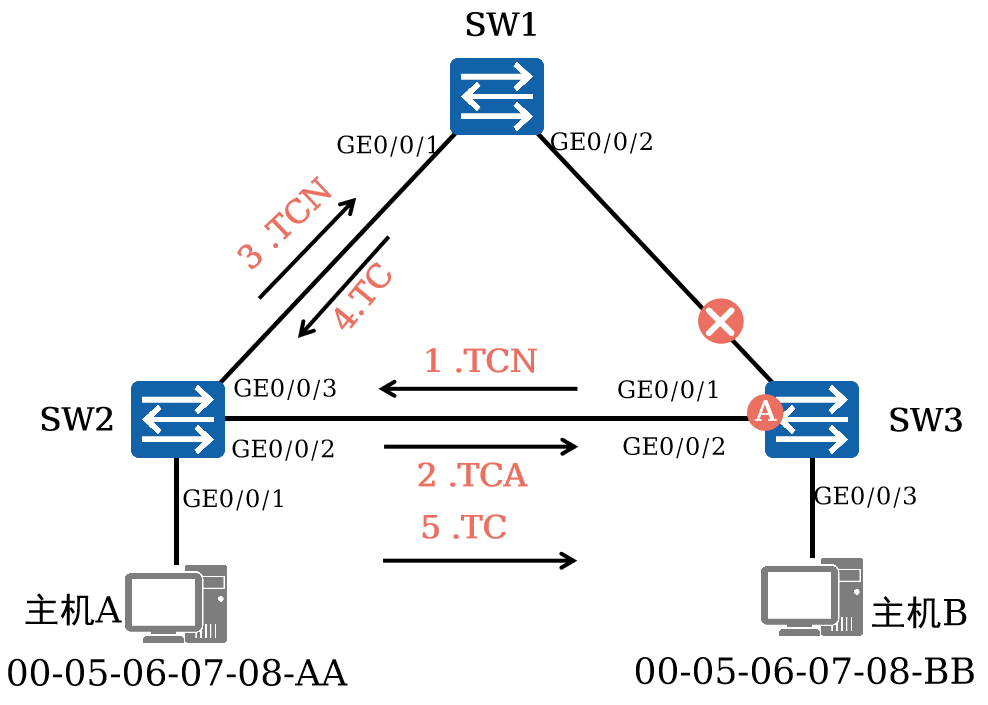 SW1
GE0/0/1
GE0/0/2
3 .TCN
4.TC
1 .TCN
GE0/0/3
GE0/0/1
SW2
A
SW3
GE0/0/2
GE0/0/2
2 .TCA
GE0/0/1
GE0/0/3
5 .TC
主机A
主机B
00-05-06-07-08-AA
00-05-06-07-08-BB